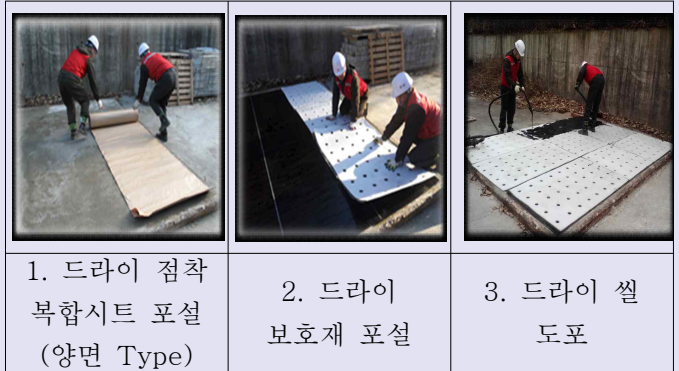 1. 드라이 점착
복합시트 포설
(양면 Type)
2. 드라이
보호재 포설
3. 드라이 씰
도포